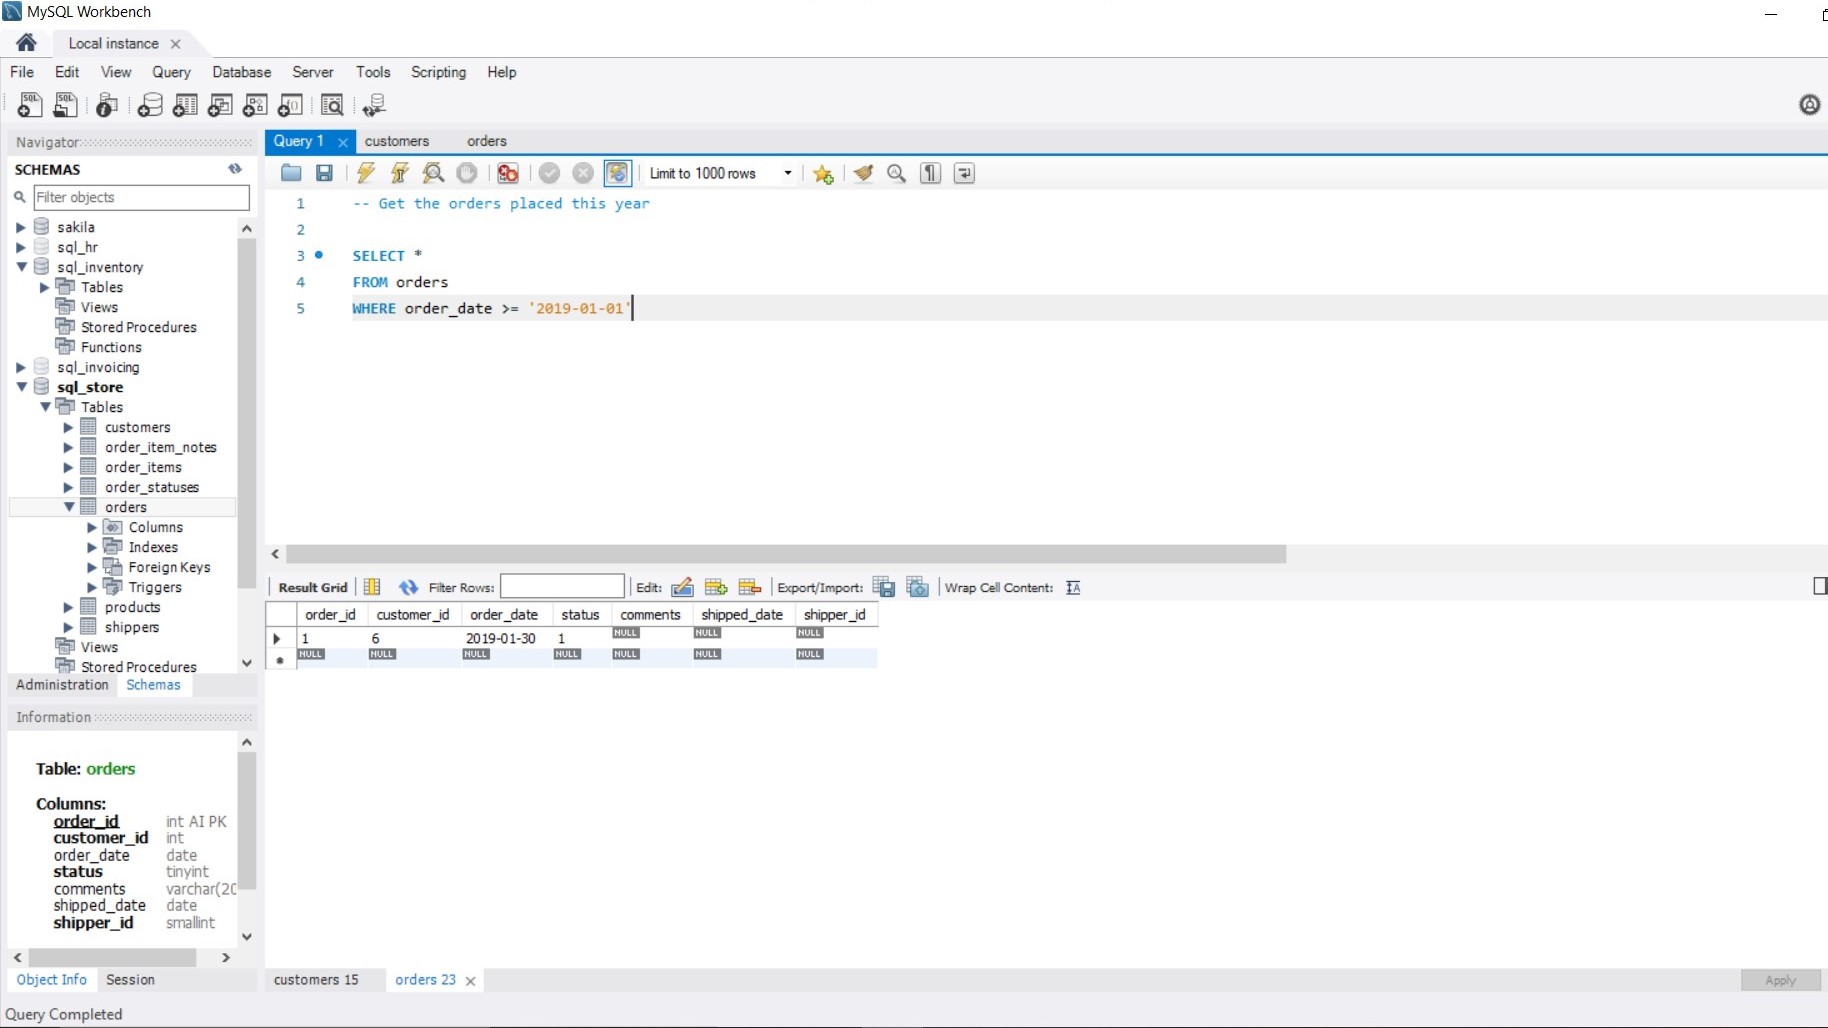 MySQL Workbench
Local instance
File Edit View Query Database Server Tools Scripting Help
Navigator
SCHEMAS
Filter objects
sakila
sql_hr
sql_inventory
Tables
Views
Stored Procedures
Functions
sql_invoicing
sql_store
Tables
customers
order_item_notes
order_items
order_statuses
orders
Columns
Indexes
Foreign Keys
Triggers
products
shippers
Views
Stored Procedures
Administration Schemas
Information
Table: orders
Columns:
order_id int AI PK
customer_id int
order_date date
status tinyint
comments varchar(20
shipped_date date
shipper_id smallint
Object Info Session
Query 1 customers orders
Limit to 1000 rows
1 -- Get the orders placed this year
2
3 SELECT *
4 FROM orders
5 WHERE order_date >= '2019-01-01'
Result Grid Filter Rows: Edit: Export/Import: Wrap Cell Content:
order_id customer_id order_date status comments shipped_date shipper_id
1 6 2019-01-30 1 NULL NULL NULL
NULL NULL NULL NULL NULL NULL NULL
customers 15 orders 23 Apply
Query Completed